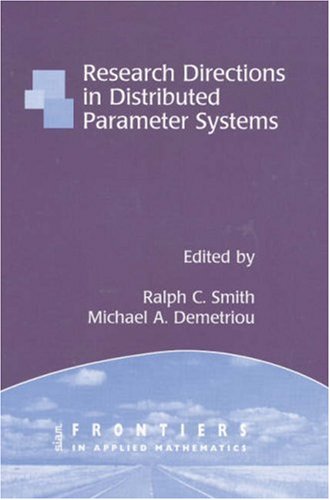 Research Directions
in Distributed
Parameter Systems
Edited by
Ralph C. Smith
Michael A. Demetriou
siam
FRONTIERS
IN APPLIED MATHEMATICS